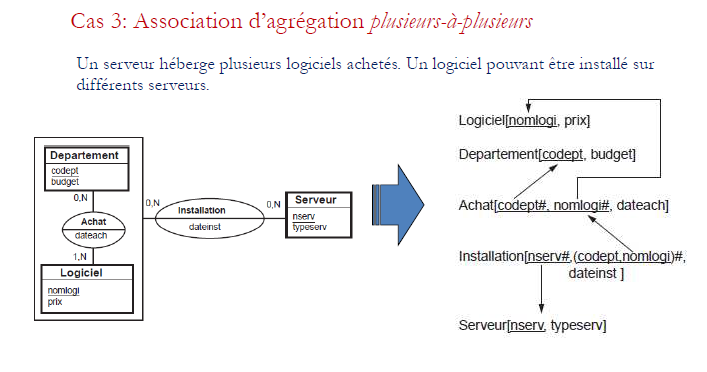 Cas 3: Association d'agrégation plusieurs-à-plusieurs
Un serveur héberge plusieurs logiciels achetés. Un logiciel pouvant être installé sur
différents serveurs.
Departement
codept
budget
0,N
Achat
dateach
1,N
Logiciel
nomlogi
prix
0,N
Installation
dateinst
0,N
Serveur
nserv
typeserv
Logiciel[nomlogi, prix]
Departement[codept, budget]
Achat[codept#, nomlogi#, dateach]
Installation[nserv#,(codept,nomlogi)#,
dateinst ]
Serveur[nserv, typeserv]